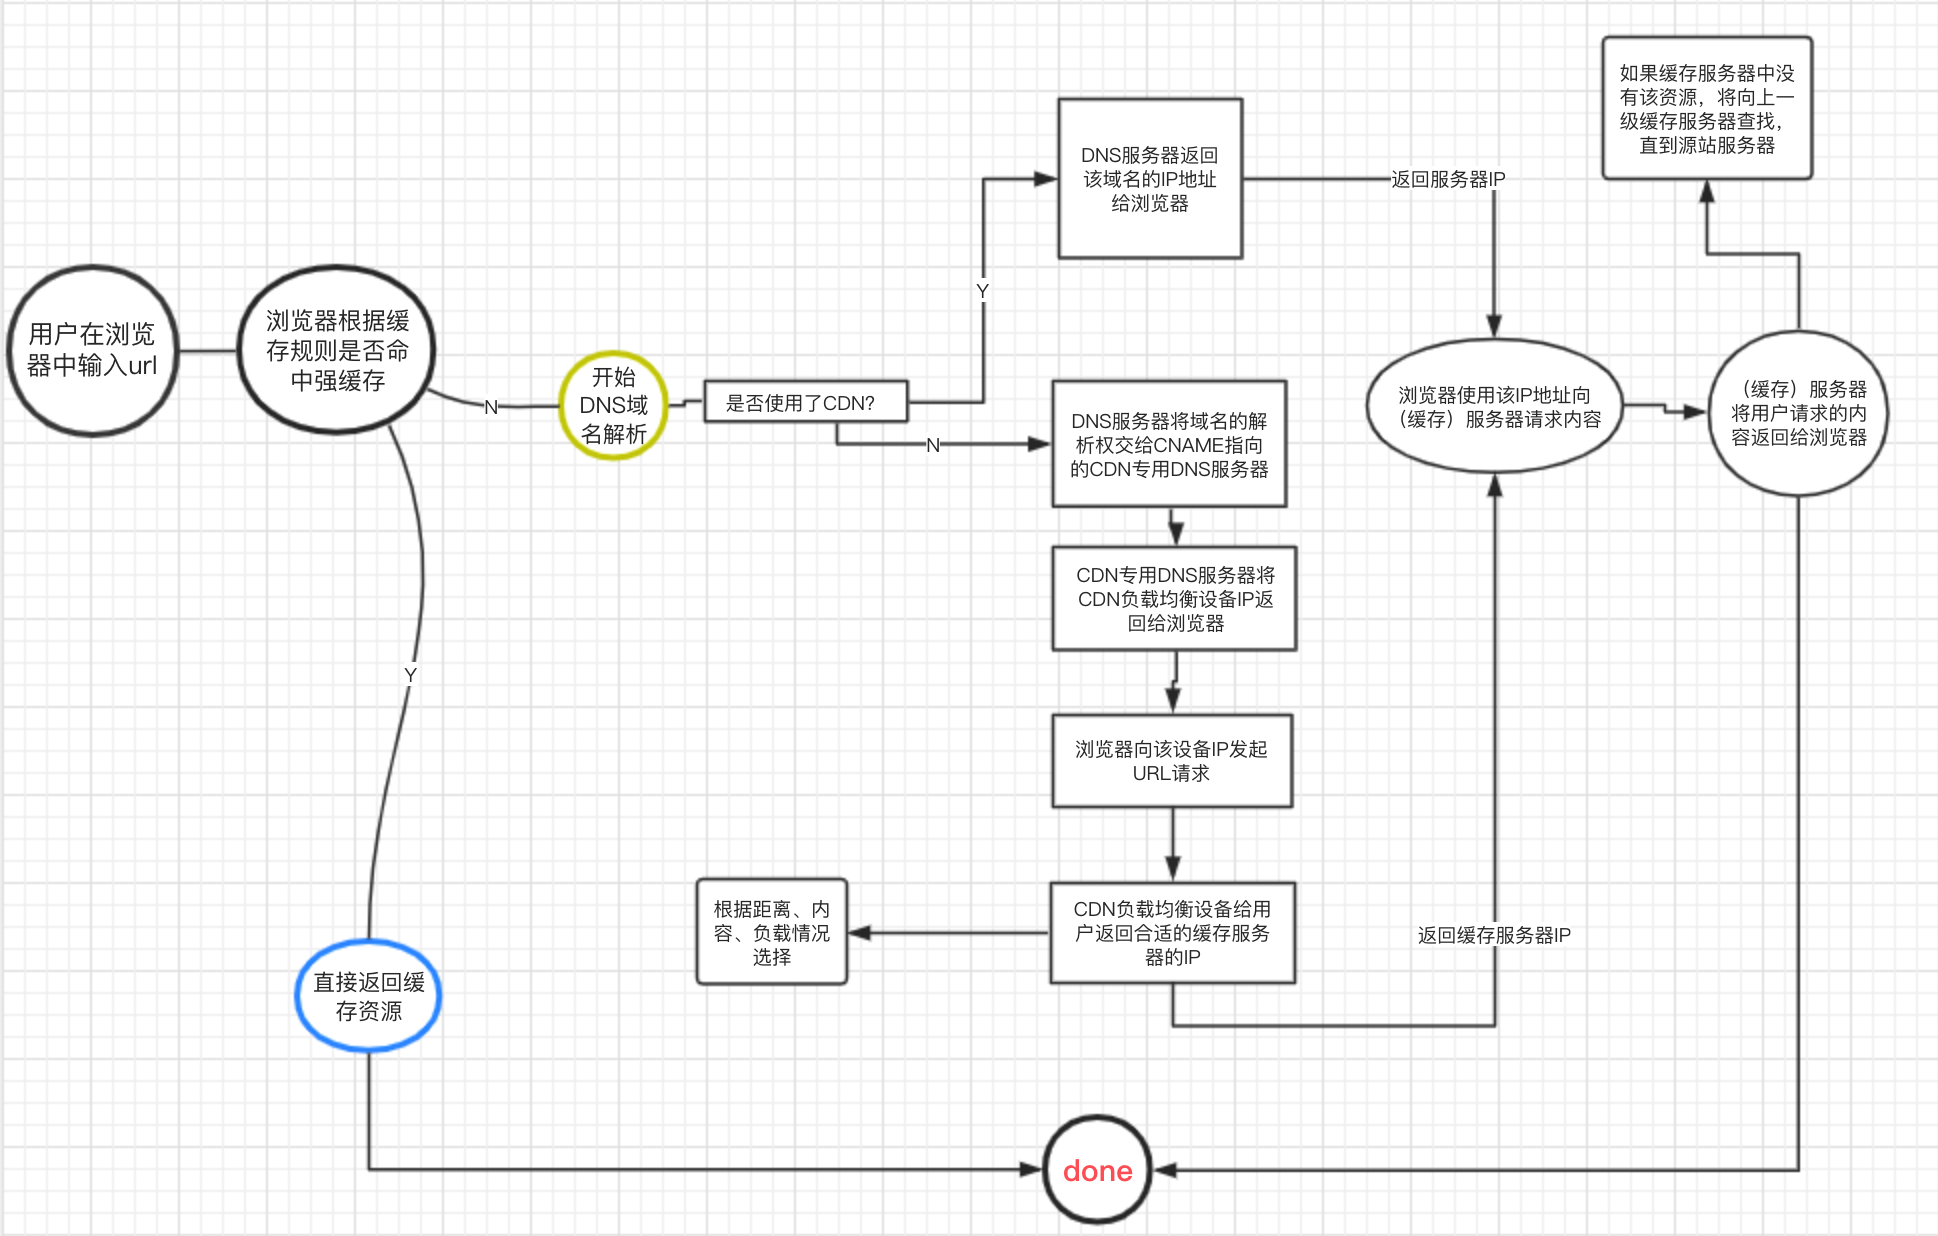 用户在浏览
器中输入url
浏览器根据缓
存规则是否命
中强缓存
N
Y
直接返回缓
存资源
开始
DNS域
名解析
是否使用了CDN?
Y
N
DNS服务器返回
该域名的IP地址
给浏览器
返回服务器IP
DNS服务器将域名的解
析权交给CNAME指向
的CDN专用DNS服务器
CDN专用DNS服务器将
CDN负载均衡设备IP返
回给浏览器
浏览器向该设备IP发起
URL请求
CDN负载均衡设备给用
户返回合适的缓存服务
器的IP
根据距离、内
容、负载情况
选择
返回缓存服务器IP
浏览器使用该IP地址向
（缓存）服务器请求内容
（缓存）服务器
将用户请求的内
容返回给浏览器
如果缓存服务器中没
有该资源，将向上一
级缓存服务器查找，
直到源站服务器
done